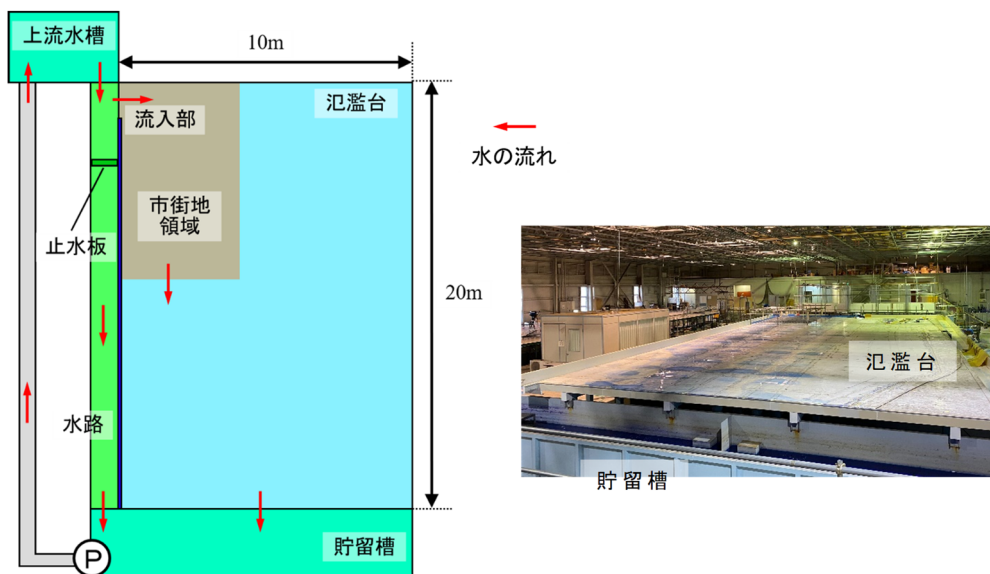 上流水槽
10m
氾濫台
流入部
水の流れ
市街地
領域
止水板
20m
水路
貯留槽
P
氾濫台
貯留槽